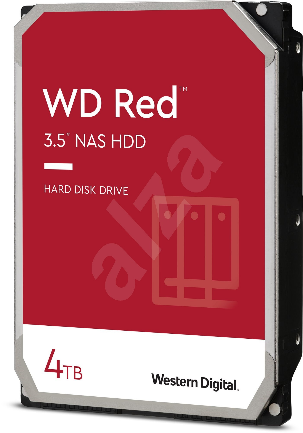 WD Red™
3.5" NAS HDD
HARD DISK DRIVE
alza
4TB
Western Digital.